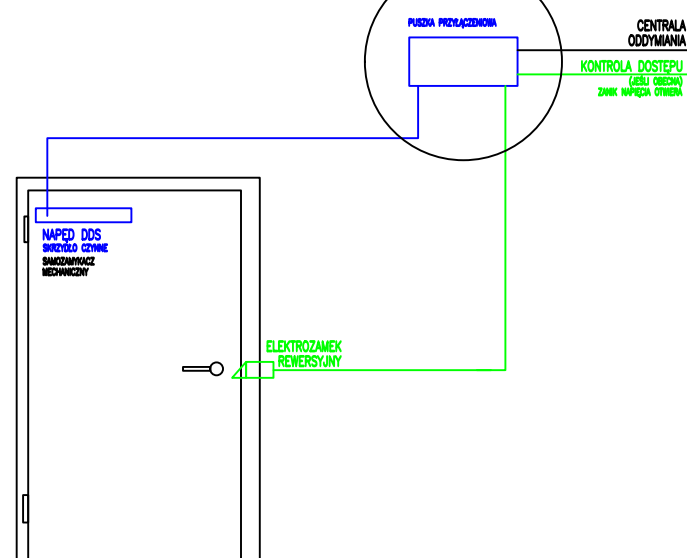 PUSZKA PRZYŁĄCZENIOWA
CENTRALA
ODDYMIANIA
KONTROLA DOSTĘPU
(JEŚLI OBECNA)
ZANIK NAPIĘCIA OTWIERA
NAPĘD DDS
SKRZYDŁO CZYNNE
SAMOZAMYKACZ
MECHANICZNY
ELEKTROZAMEK
REWERSYJNY